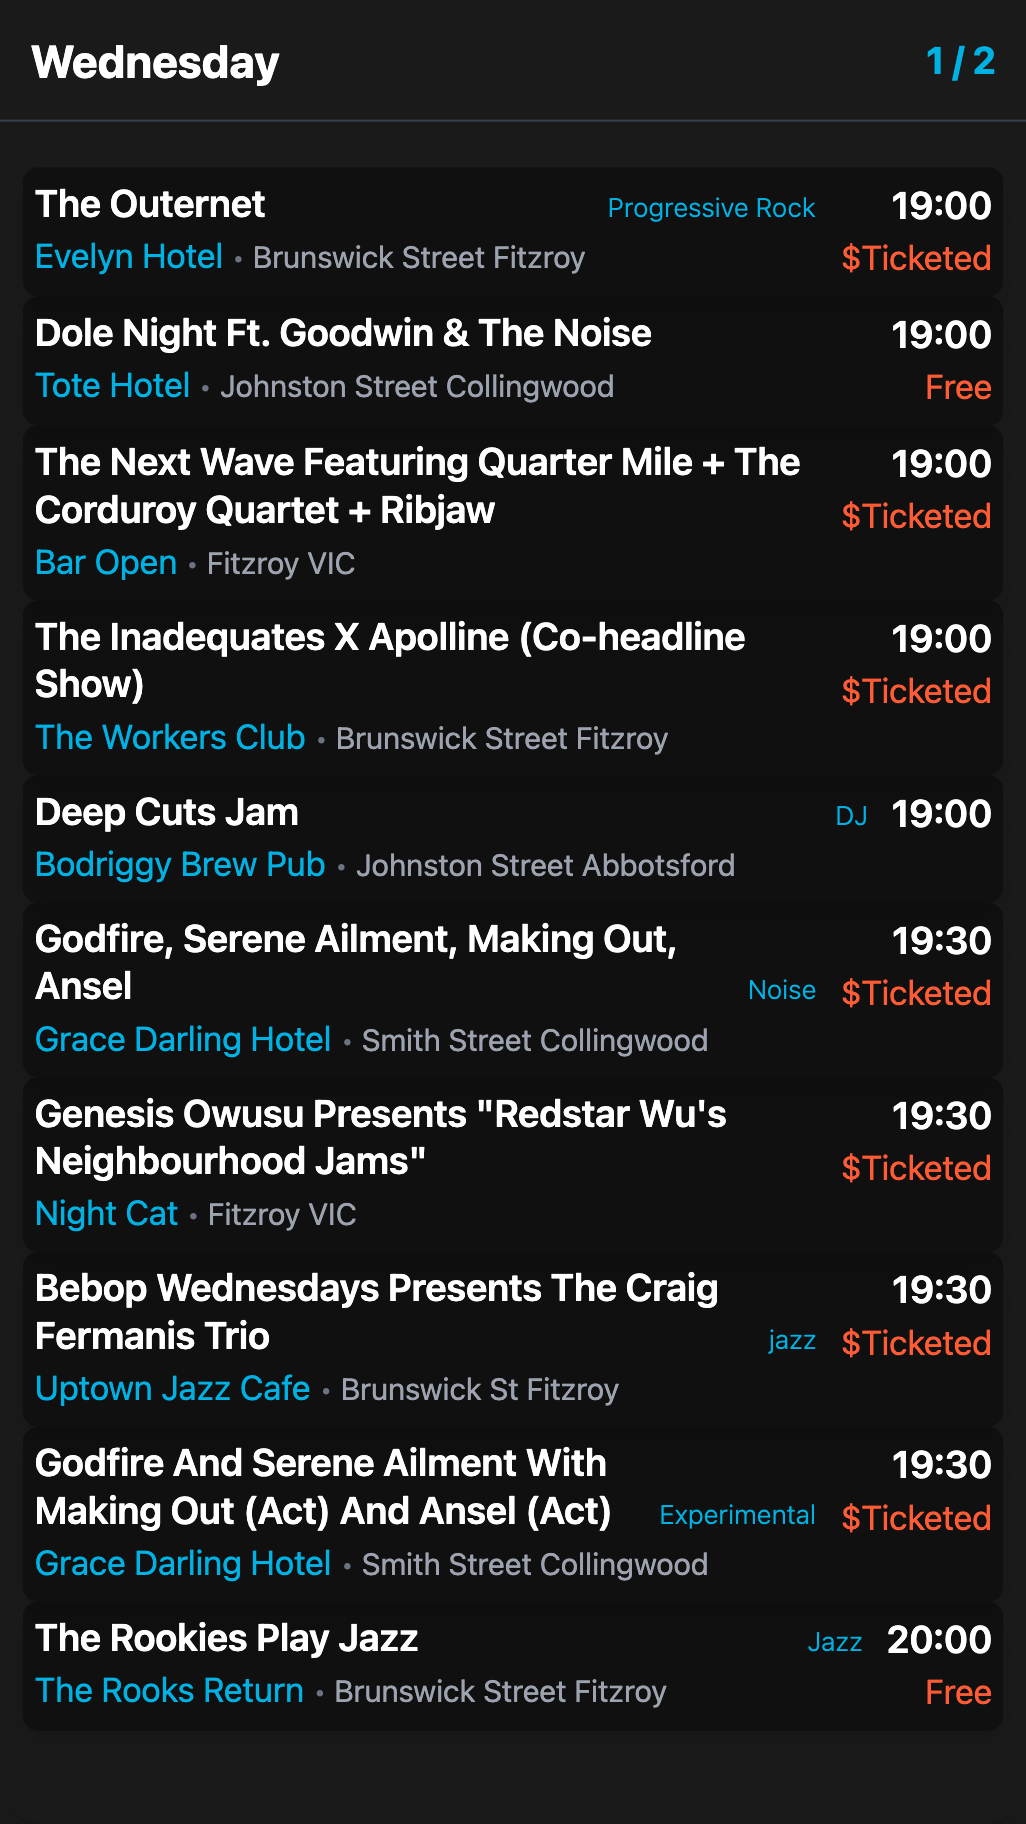 Wednesday 1 / 2
The Outernet Progressive Rock 19:00
Evelyn Hotel • Brunswick Street Fitzroy $Ticketed
Dole Night Ft. Goodwin & The Noise 19:00
Tote Hotel • Johnston Street Collingwood Free
The Next Wave Featuring Quarter Mile + The 19:00
Corduroy Quartet + Ribjaw $Ticketed
Bar Open • Fitzroy VIC
The Inadequates X Apolline (Co-headline 19:00
Show) $Ticketed
The Workers Club • Brunswick Street Fitzroy
Deep Cuts Jam DJ 19:00
Bodriggy Brew Pub • Johnston Street Abbotsford
Godfire, Serene Ailment, Making Out, 19:30
Ansel Noise $Ticketed
Grace Darling Hotel • Smith Street Collingwood
Genesis Owusu Presents "Redstar Wu's 19:30
Neighbourhood Jams" $Ticketed
Night Cat • Fitzroy VIC
Bebop Wednesdays Presents The Craig 19:30
Fermanis Trio jazz $Ticketed
Uptown Jazz Cafe • Brunswick St Fitzroy
Godfire And Serene Ailment With 19:30
Making Out (Act) And Ansel (Act) Experimental $Ticketed
Grace Darling Hotel • Smith Street Collingwood
The Rookies Play Jazz Jazz 20:00
The Rooks Return • Brunswick Street Fitzroy Free